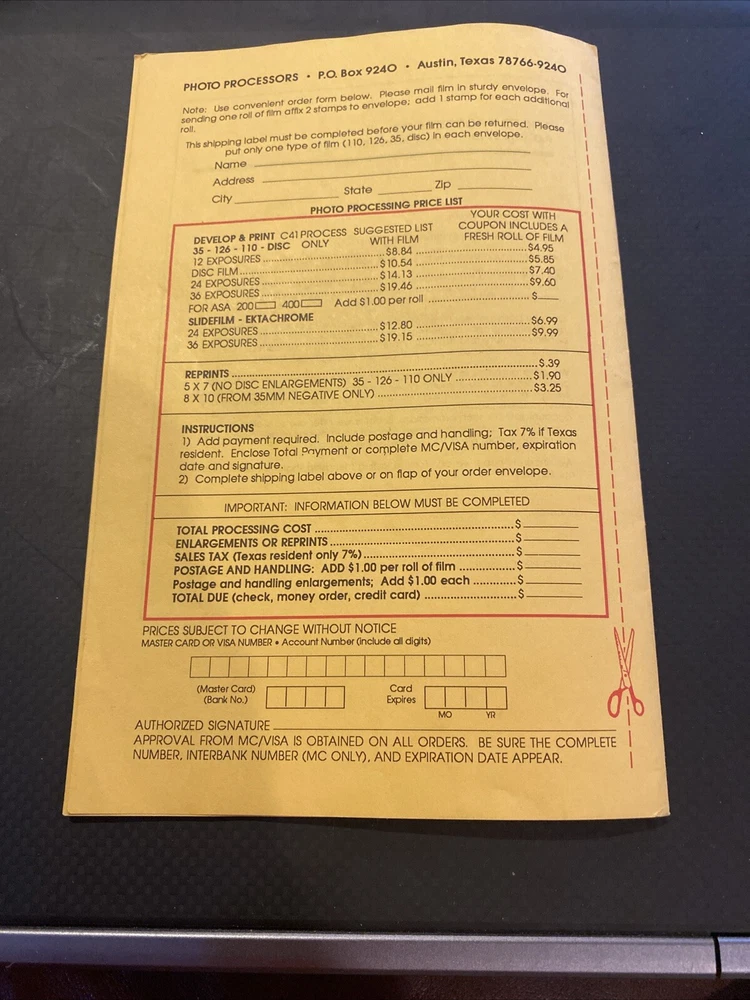 PHOTO PROCESSORS • P.O. Box 9240 • Austin, Texas 78766-9240
Note: Use convenient order form below. Please mail film in sturdy envelope. For
sending one roll of film affix 2 stamps to envelope; add 1 stamp for each additional
roll.
This shipping label must be completed before your film can be returned. Please
put only one type of film (110, 126, 35, disc) in each envelope.
Name
Address
City State Zip
PHOTO PROCESSING PRICE LIST
DEVELOP & PRINT C41 PROCESS SUGGESTED LIST YOUR COST WITH
35 - 126 - 110 - DISC ONLY WITH FILM COUPON INCLUDES A
FRESH ROLL OF FILM
12 EXPOSURES $8.84 $4.95
DISC FILM $10.54 $5.85
24 EXPOSURES $14.13 $7.40
36 EXPOSURES $19.46 $9.60
FOR ASA 200 400 Add $1.00 per roll $
SLIDEFILM - EKTACHROME
24 EXPOSURES $12.80 $6.99
36 EXPOSURES $19.15 $9.99
REPRINTS $.39
5 X 7 (NO DISC ENLARGEMENTS) 35 - 126 - 110 ONLY $1.90
8 X 10 (FROM 35MM NEGATIVE ONLY) $3.25
INSTRUCTIONS
1) Add payment required. Include postage and handling; Tax 7% if Texas
resident. Enclose Total Payment or complete MC/VISA number, expiration
date and signature.
2) Complete shipping label above or on flap of your order envelope.
IMPORTANT: INFORMATION BELOW MUST BE COMPLETED
TOTAL PROCESSING COST $
ENLARGEMENTS OR REPRINTS $
SALES TAX (Texas resident only 7%) $
POSTAGE AND HANDLING: ADD $1.00 per roll of film $
Postage and handling enlargements; Add $1.00 each $
TOTAL DUE (check, money order, credit card) $
PRICES SUBJECT TO CHANGE WITHOUT NOTICE
MASTER CARD OR VISA NUMBER • Account Number (include all digits)
(Master Card) Card
(Bank No.) Expires
MO YR
AUTHORIZED SIGNATURE
APPROVAL FROM MC/VISA IS OBTAINED ON ALL ORDERS. BE SURE THE COMPLETE
NUMBER, INTERBANK NUMBER (MC ONLY), AND EXPIRATION DATE APPEAR.